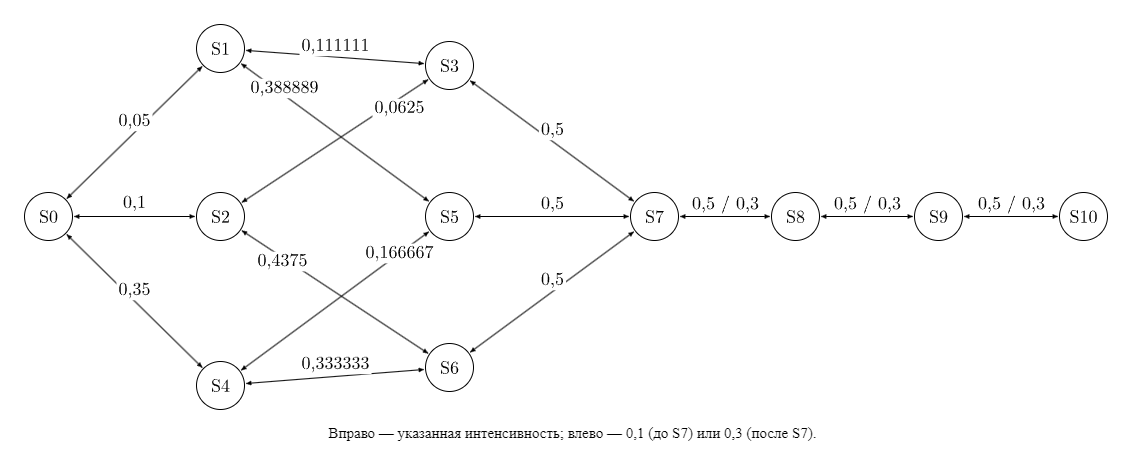 S1
0,111111
S3
0,388889
0,0625
0,05
0,5
S0
0,1
S2
S5
0,5
S7
0,5 / 0,3
S8
0,5 / 0,3
S9
0,5 / 0,3
S10
0,4375
0,166667
0,35
0,5
S4
0,333333
S6
Вправо — указанная интенсивность; влево — 0,1 (до S7) или 0,3 (после S7).